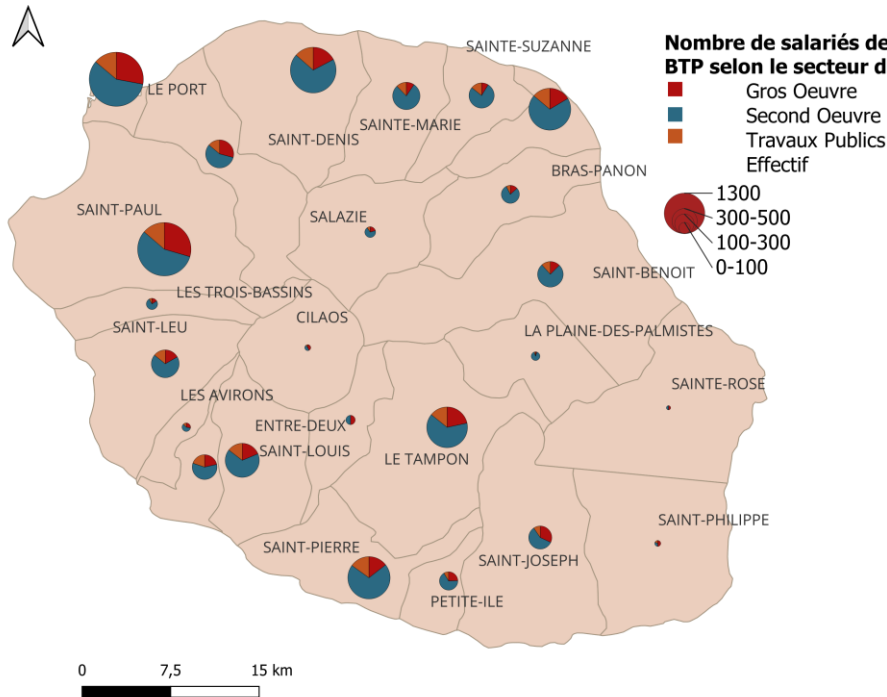 SAINTE-SUZANNE
Nombre de salariés de
BTP selon le secteur d
Gros Oeuvre
Second Oeuvre
Travaux Publics
Effectif
1300
300-500
100-300
0-100
LE PORT
SAINT-DENIS
SAINTE-MARIE
BRAS-PANON
SAINT-PAUL
SALAZIE
SAINT-BENOIT
LES TROIS-BASSINS
SAINT-LEU
CILAOS
LA PLAINE-DES-PALMISTES
SAINTE-ROSE
LES AVIRONS
ENTRE-DEUX
SAINT-LOUIS
LE TAMPON
SAINT-PHILIPPE
SAINT-PIERRE
SAINT-JOSEPH
PETITE-ILE
0 7,5 15 km